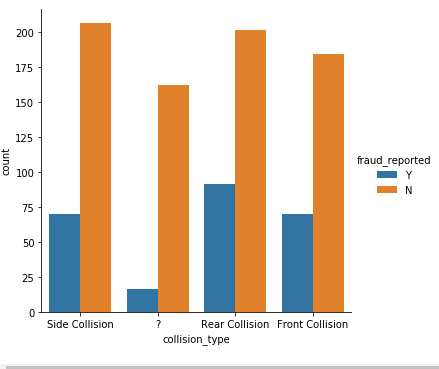 200
175
150
125
100
75
50
25
0
count
Side Collision
?
Rear Collision
Front Collision
collision_type
fraud_reported
Y
N